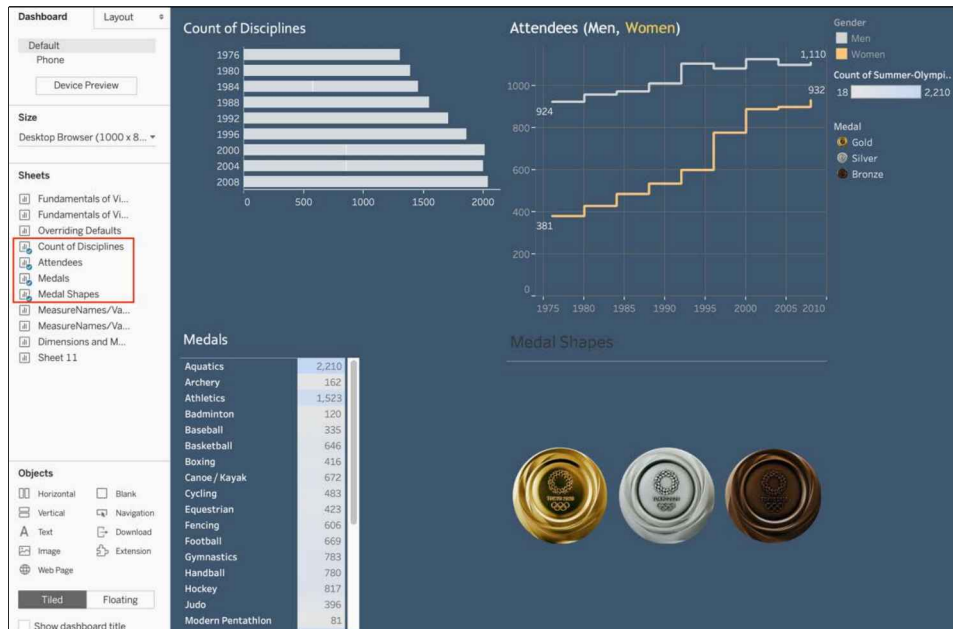 Dashboard
Layout
Default
Phone
Device Preview
Size
Desktop Browser (1000 x 8...
Sheets
Fundamentals of Vi...
Fundamentals of Vi...
Overriding Defaults
Count of Disciplines
Attendees
Medals
Medal Shapes
MeasureNames/Va...
MeasureNames/Va...
Dimensions and M...
Sheet 11
Objects
Horizontal
Blank
Vertical
Navigation
Text
Download
Image
Extension
Web Page
Tiled
Floating
Show dashboard title
Count of Disciplines
1976
1980
1984
1988
1992
1996
2000
2004
2008
0 500 1000 1500 2000
Attendees (Men, Women)
1000
800
600
400
200
0
924
1,110
932
381
1975 1980 1985 1990 1995 2000 2005 2010
Gender
Men
Women
Count of Summer-Olympi..
18 2,210
Medal
Gold
Silver
Bronze
Medals
Aquatics 2,210
Archery 162
Athletics 1,523
Badminton 120
Baseball 335
Basketball 646
Boxing 416
Canoe / Kayak 672
Cycling 483
Equestrian 423
Fencing 606
Football 669
Gymnastics 783
Handball 780
Hockey 817
Judo 396
Modern Pentathlon 81
Medal Shapes